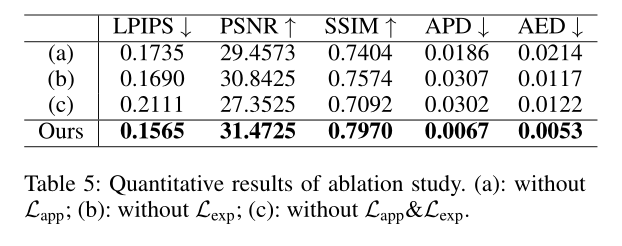 LPIPS ↓ PSNR ↑ SSIM ↑ APD ↓ AED ↓
(a) 0.1735 29.4573 0.7404 0.0186 0.0214
(b) 0.1690 30.8425 0.7574 0.0307 0.0117
(c) 0.2111 27.3525 0.7092 0.0302 0.0122
Ours 0.1565 31.4725 0.7970 0.0067 0.0053
Table 5: Quantitative results of ablation study. (a): without
ℒapp; (b): without ℒexp; (c): without ℒapp&ℒexp.